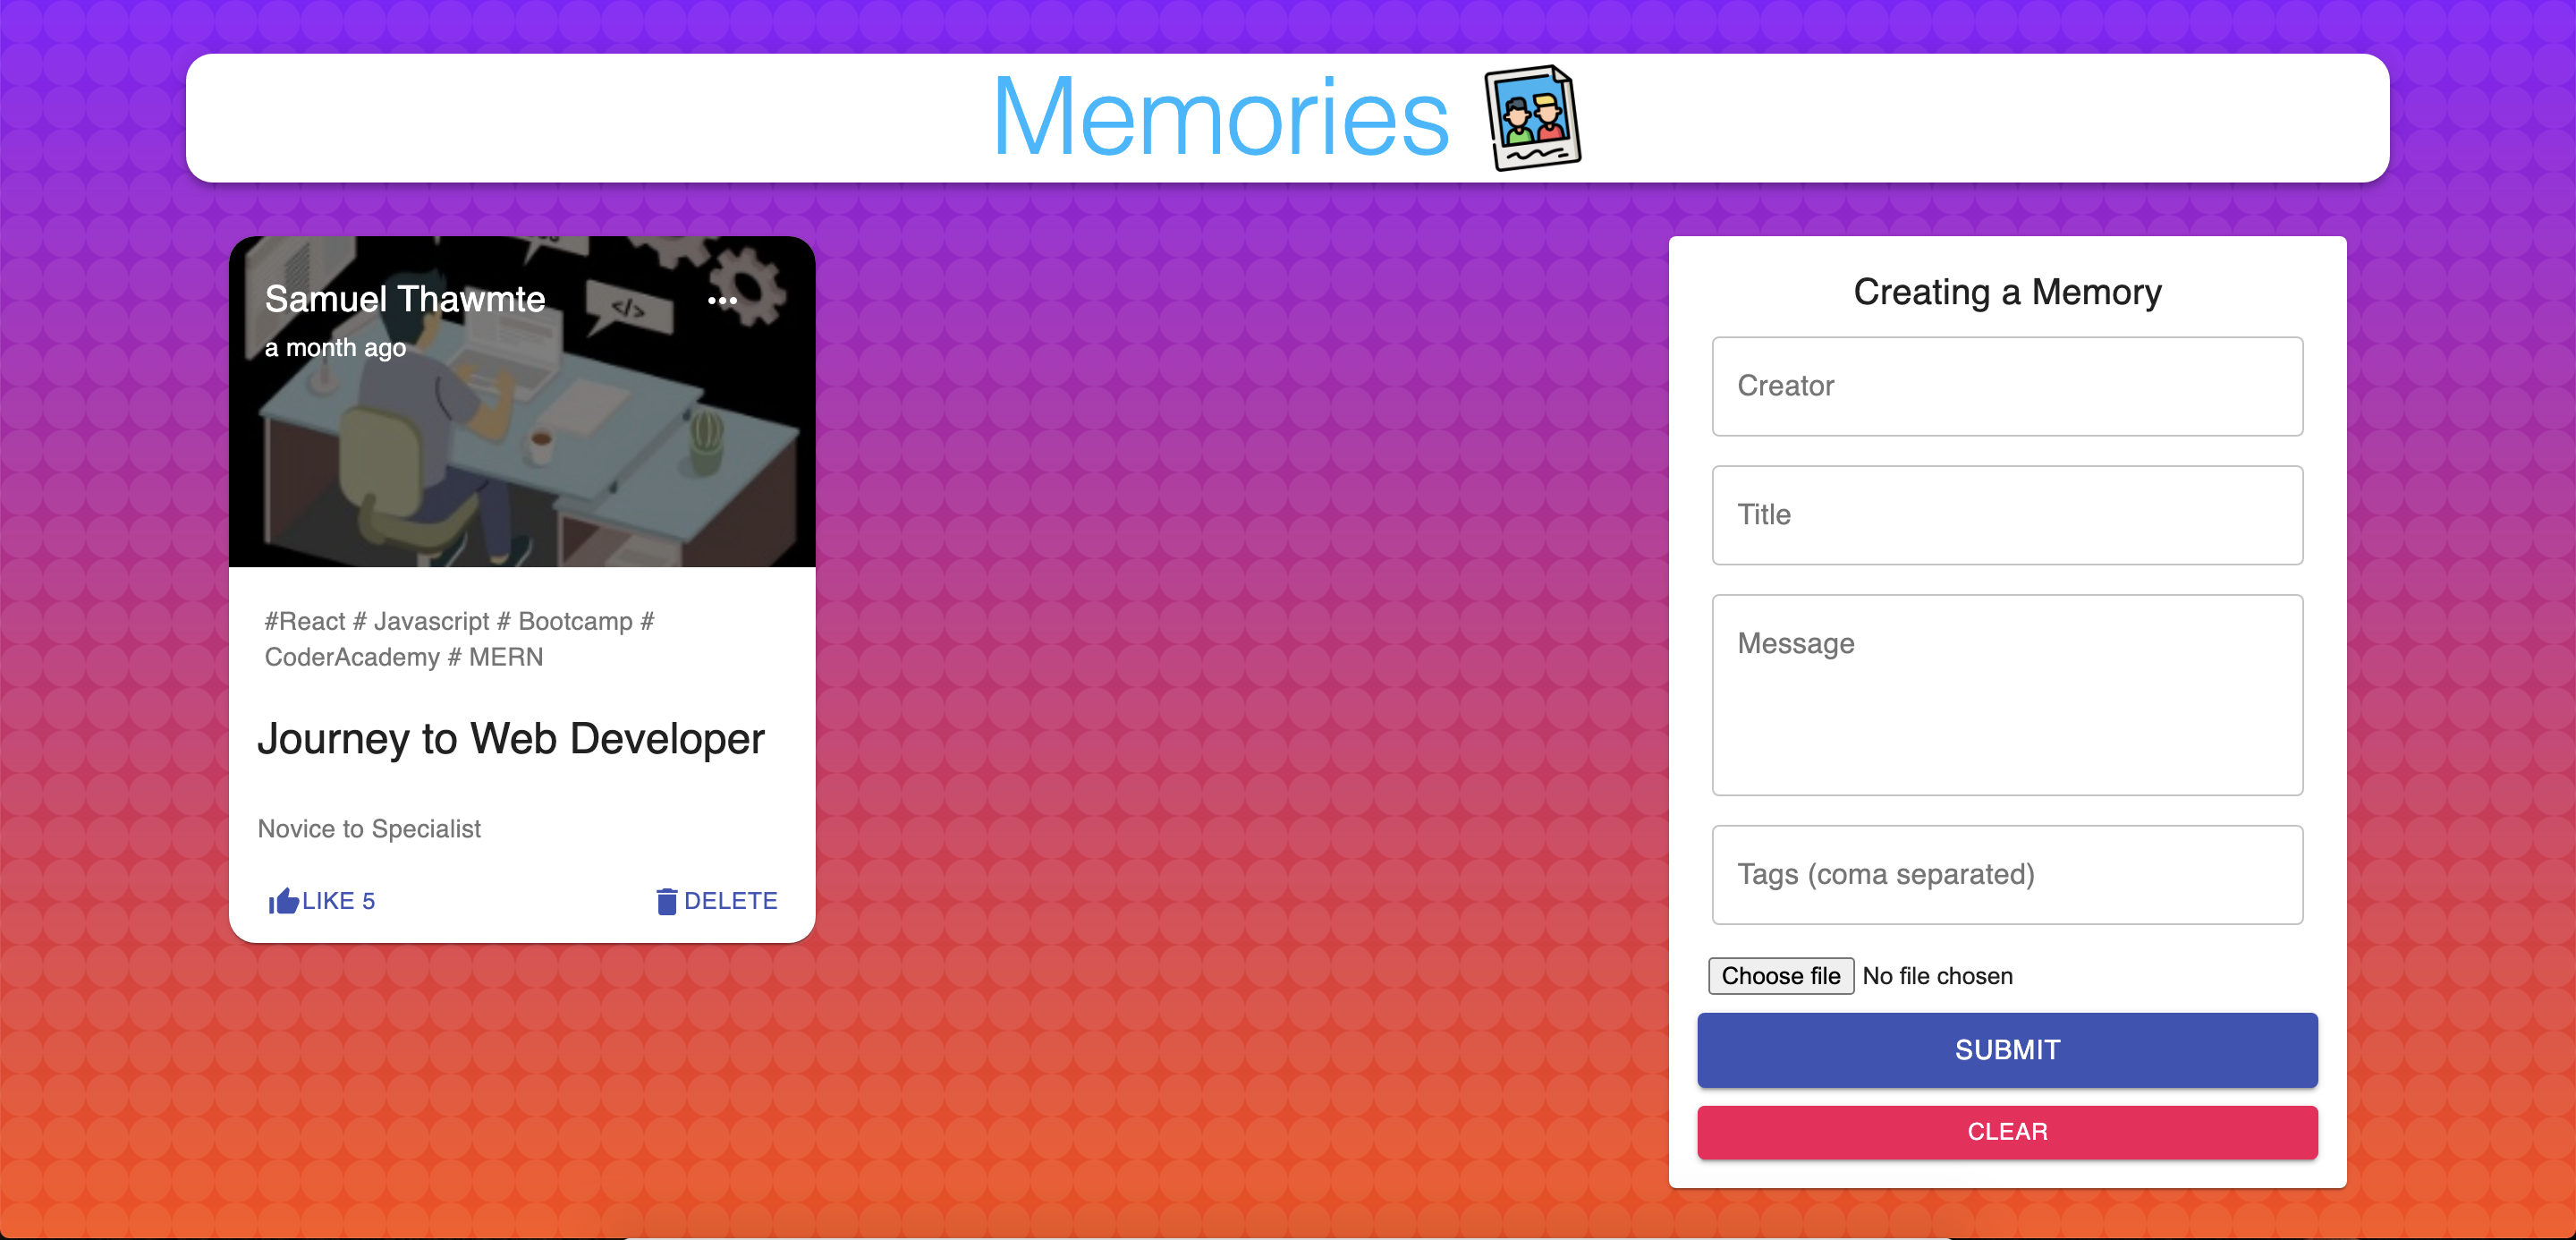 Memories
Samuel Thawmte
a month ago
</>
#React # Javascript # Bootcamp #
CoderAcademy # MERN
Journey to Web Developer
Novice to Specialist
LIKE 5
DELETE
Creating a Memory
Creator
Title
Message
Tags (coma separated)
Choose file No file chosen
SUBMIT
CLEAR